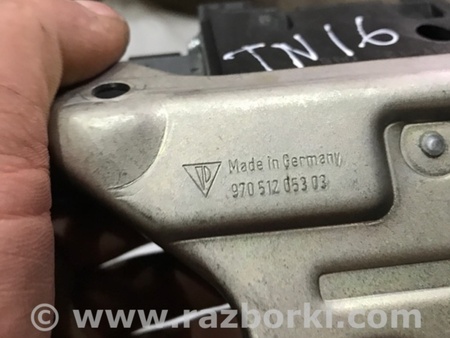 TN16
Made in Germany
970 512 053 03
© www.razborki.com